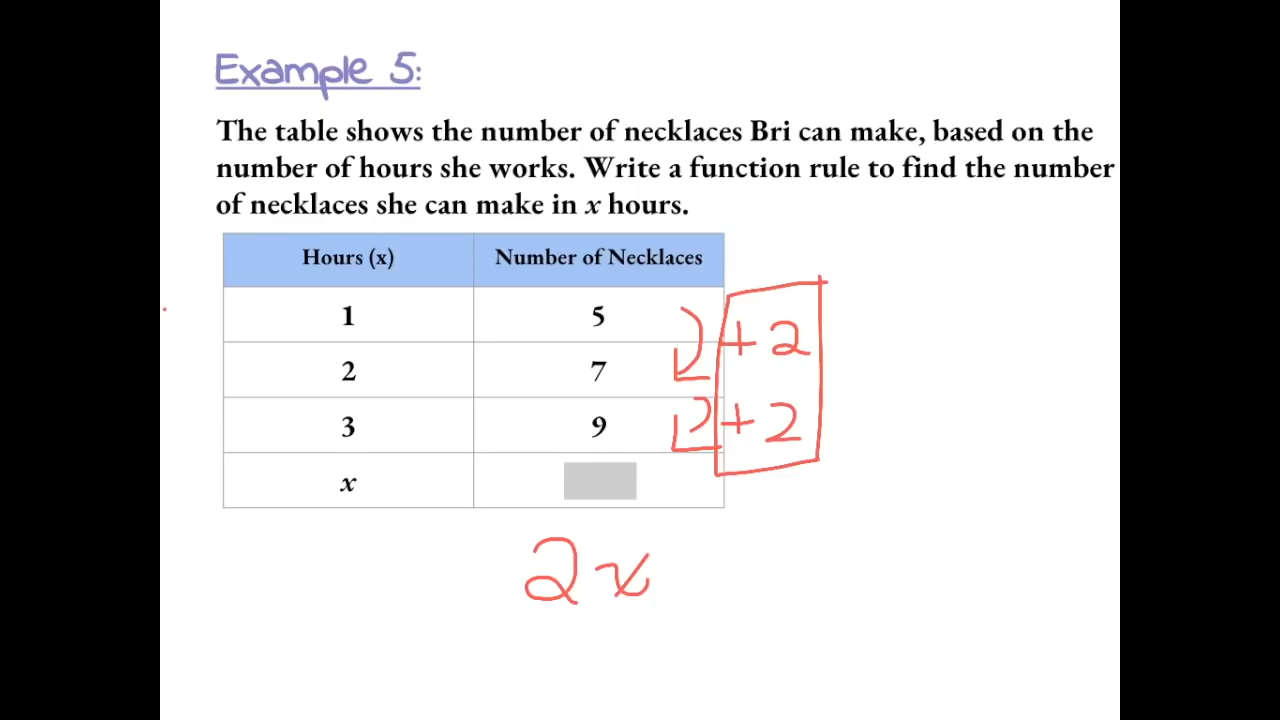 Example 5:
The table shows the number of necklaces Bri can make, based on the
number of hours she works. Write a function rule to find the number
of necklaces she can make in x hours.
Hours (x) Number of Necklaces
1 5
+2
2 7
3 9 +2
x
2x